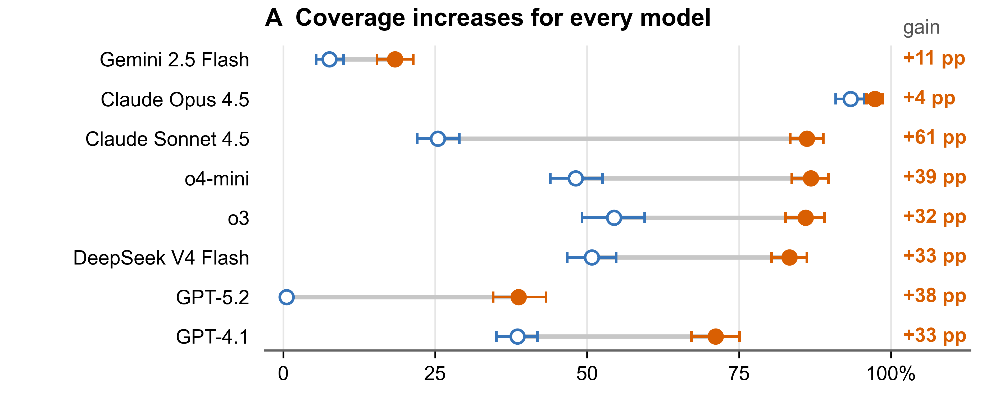 A Coverage increases for every model
gain
Gemini 2.5 Flash +11 pp
Claude Opus 4.5 +4 pp
Claude Sonnet 4.5 +61 pp
o4-mini +39 pp
o3 +32 pp
DeepSeek V4 Flash +33 pp
GPT-5.2 +38 pp
GPT-4.1 +33 pp
0 25 50 75 100%